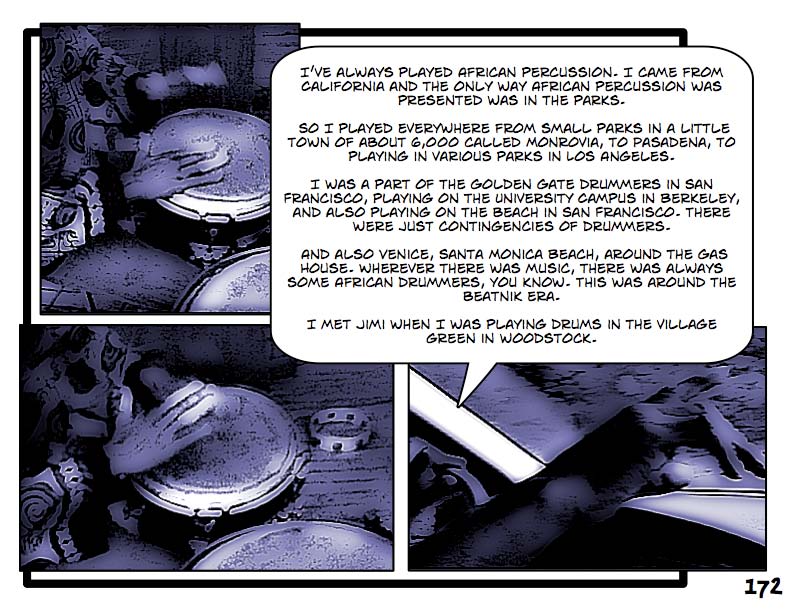 I'VE ALWAYS PLAYED AFRICAN PERCUSSION. I CAME FROM
CALIFORNIA AND THE ONLY WAY AFRICAN PERCUSSION WAS
PRESENTED WAS IN THE PARKS.
SO I PLAYED EVERYWHERE FROM SMALL PARKS IN A LITTLE
TOWN OF ABOUT 6,000 CALLED MONROVIA, TO PASADENA, TO
PLAYING IN VARIOUS PARKS IN LOS ANGELES.
I WAS A PART OF THE GOLDEN GATE DRUMMERS IN SAN
FRANCISCO, PLAYING ON THE UNIVERSITY CAMPUS IN BERKELEY,
AND ALSO PLAYING ON THE BEACH IN SAN FRANCISCO. THERE
WERE JUST CONTINGENCIES OF DRUMMERS.
AND ALSO VENICE, SANTA MONICA BEACH, AROUND THE GAS
HOUSE. WHEREVER THERE WAS MUSIC, THERE WAS ALWAYS
SOME AFRICAN DRUMMERS, YOU KNOW. THIS WAS AROUND THE
BEATNIK ERA.
I MET JIMI WHEN I WAS PLAYING DRUMS IN THE VILLAGE
GREEN IN WOODSTOCK.
172